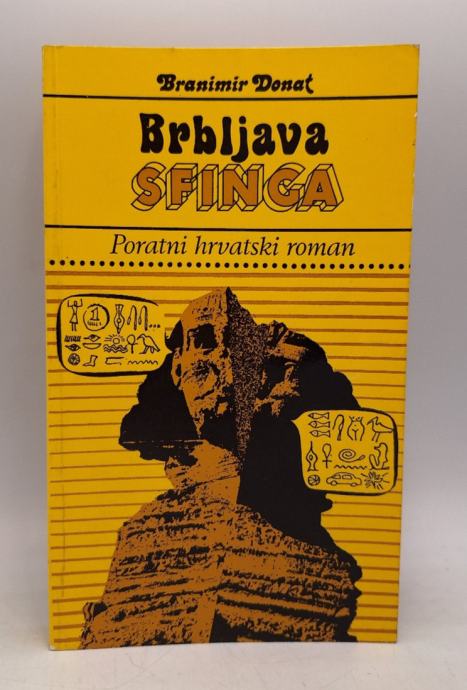 Branimir Donat
Brbljava
SFINGA
Poratni hrvatski roman